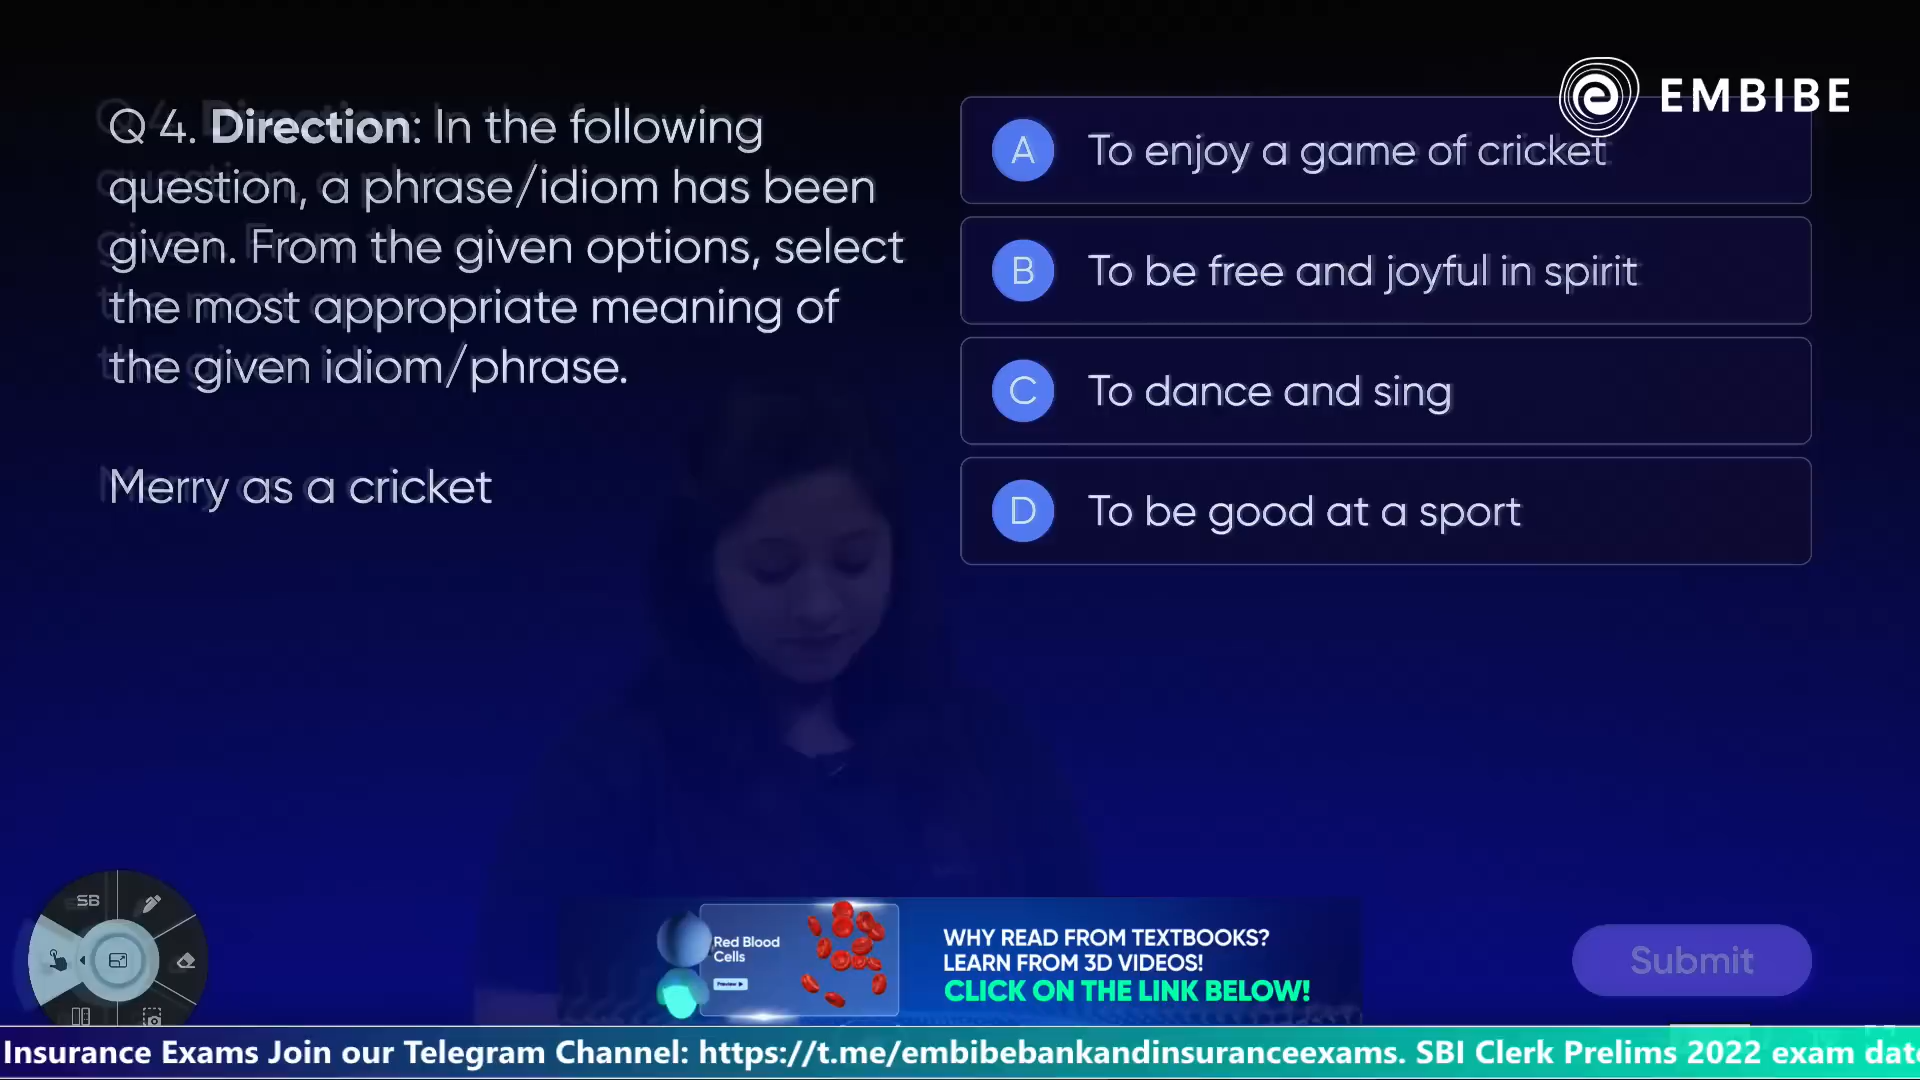 EMBIBE
Q 4. Direction: In the following
question, a phrase/idiom has been
given. From the given options, select
the most appropriate meaning of
the given idiom/phrase.
Merry as a cricket
A To enjoy a game of cricket
B To be free and joyful in spirit
C To dance and sing
D To be good at a sport
SB
Red Blood
Cells
Preview
WHY READ FROM TEXTBOOKS?
LEARN FROM 3D VIDEOS!
CLICK ON THE LINK BELOW!
Submit
Insurance Exams Join our Telegram Channel: https://t.me/embibebankandinsuranceexams. SBI Clerk Prelims 2022 exam date